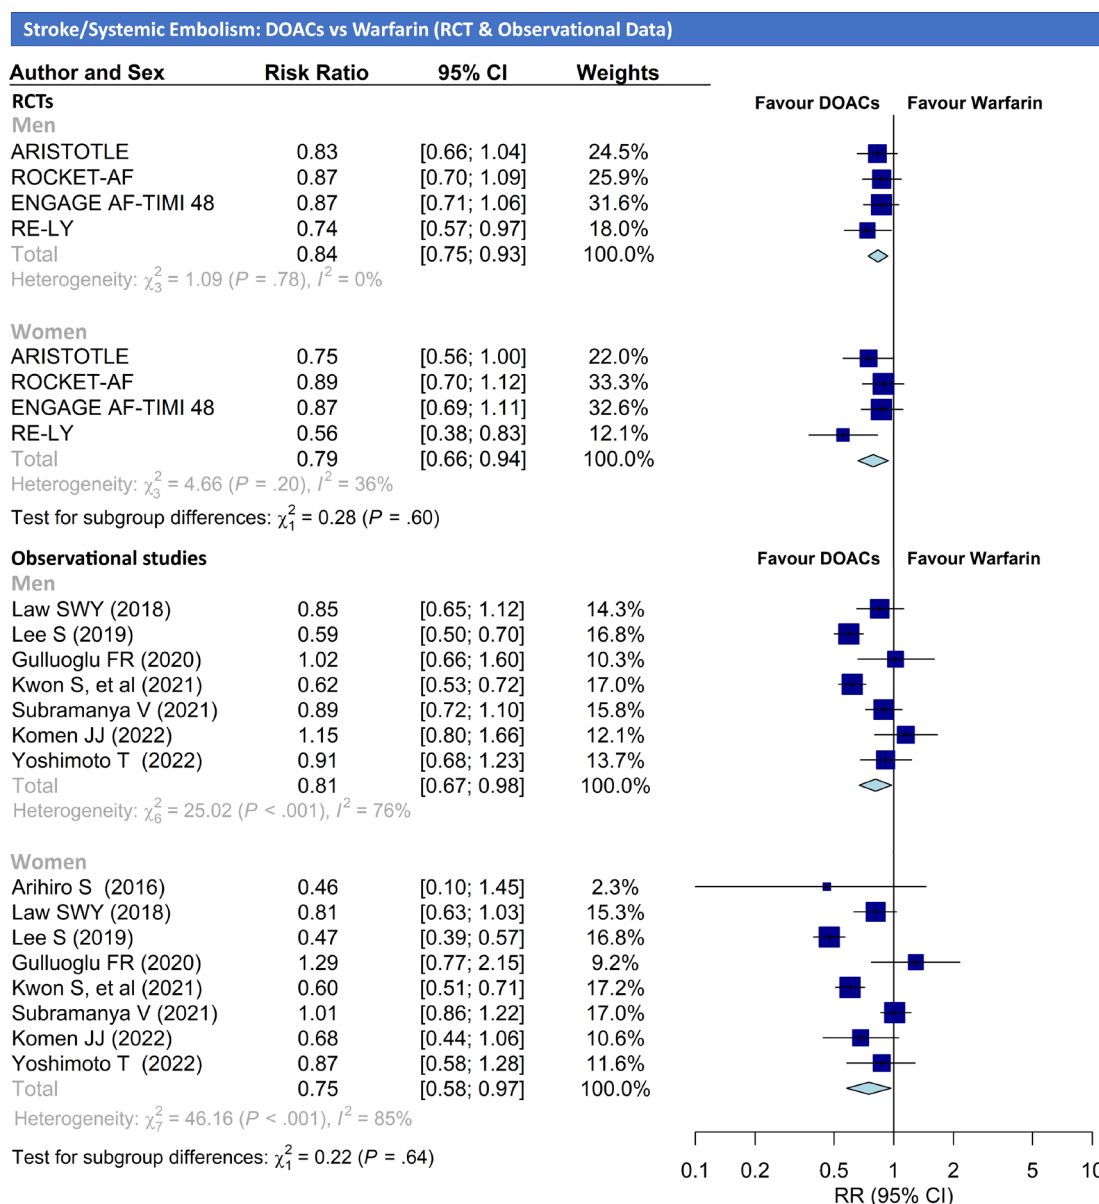 Stroke/Systemic Embolism: DOACs vs Warfarin (RCT & Observational Data)
Author and Sex Risk Ratio 95% CI Weights
RCTs Favour DOACs Favour Warfarin
Men
ARISTOTLE 0.83 [0.66; 1.04] 24.5%
ROCKET-AF 0.87 [0.70; 1.09] 25.9%
ENGAGE AF-TIMI 48 0.87 [0.71; 1.06] 31.6%
RE-LY 0.74 [0.57; 0.97] 18.0%
Total 0.84 [0.75; 0.93] 100.0%
Heterogeneity: χ²₃ = 1.09 (P = .78), I² = 0%
Women
ARISTOTLE 0.75 [0.56; 1.00] 22.0%
ROCKET-AF 0.89 [0.70; 1.12] 33.3%
ENGAGE AF-TIMI 48 0.87 [0.69; 1.11] 32.6%
RE-LY 0.56 [0.38; 0.83] 12.1%
Total 0.79 [0.66; 0.94] 100.0%
Heterogeneity: χ²₃ = 4.66 (P = .20), I² = 36%
Test for subgroup differences: χ²₁ = 0.28 (P = .60)
Observational studies Favour DOACs Favour Warfarin
Men
Law SWY (2018) 0.85 [0.65; 1.12] 14.3%
Lee S (2019) 0.59 [0.50; 0.70] 16.8%
Gulluoglu FR (2020) 1.02 [0.66; 1.60] 10.3%
Kwon S, et al (2021) 0.62 [0.53; 0.72] 17.0%
Subramanya V (2021) 0.89 [0.72; 1.10] 15.8%
Komen JJ (2022) 1.15 [0.80; 1.66] 12.1%
Yoshimoto T (2022) 0.91 [0.68; 1.23] 13.7%
Total 0.81 [0.67; 0.98] 100.0%
Heterogeneity: χ²₆ = 25.02 (P < .001), I² = 76%
Women
Arihiro S (2016) 0.46 [0.10; 1.45] 2.3%
Law SWY (2018) 0.81 [0.63; 1.03] 15.3%
Lee S (2019) 0.47 [0.39; 0.57] 16.8%
Gulluoglu FR (2020) 1.29 [0.77; 2.15] 9.2%
Kwon S, et al (2021) 0.60 [0.51; 0.71] 17.2%
Subramanya V (2021) 1.01 [0.86; 1.22] 17.0%
Komen JJ (2022) 0.68 [0.44; 1.06] 10.6%
Yoshimoto T (2022) 0.87 [0.58; 1.28] 11.6%
Total 0.75 [0.58; 0.97] 100.0%
Heterogeneity: χ²₇ = 46.16 (P < .001), I² = 85%
Test for subgroup differences: χ²₁ = 0.22 (P = .64)
0.1 0.2 0.5 1 2 5 10
RR (95% CI)